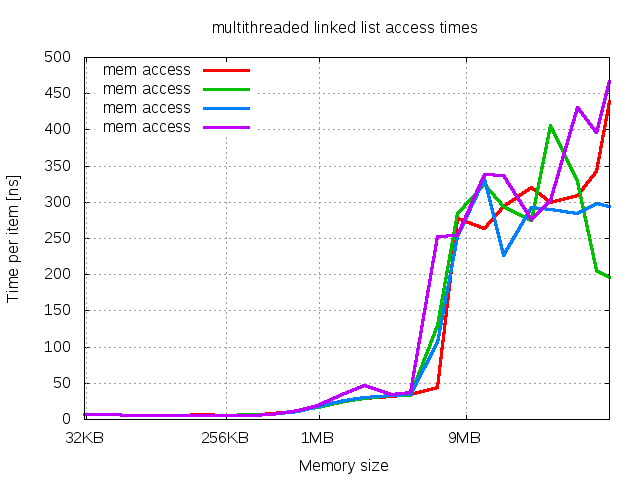 multithreaded linked list access times
500
450
400
350
300
250
200
150
100
50
0
mem access
mem access
mem access
mem access
Time per item [ns]
32KB 256KB 1MB 9MB
Memory size